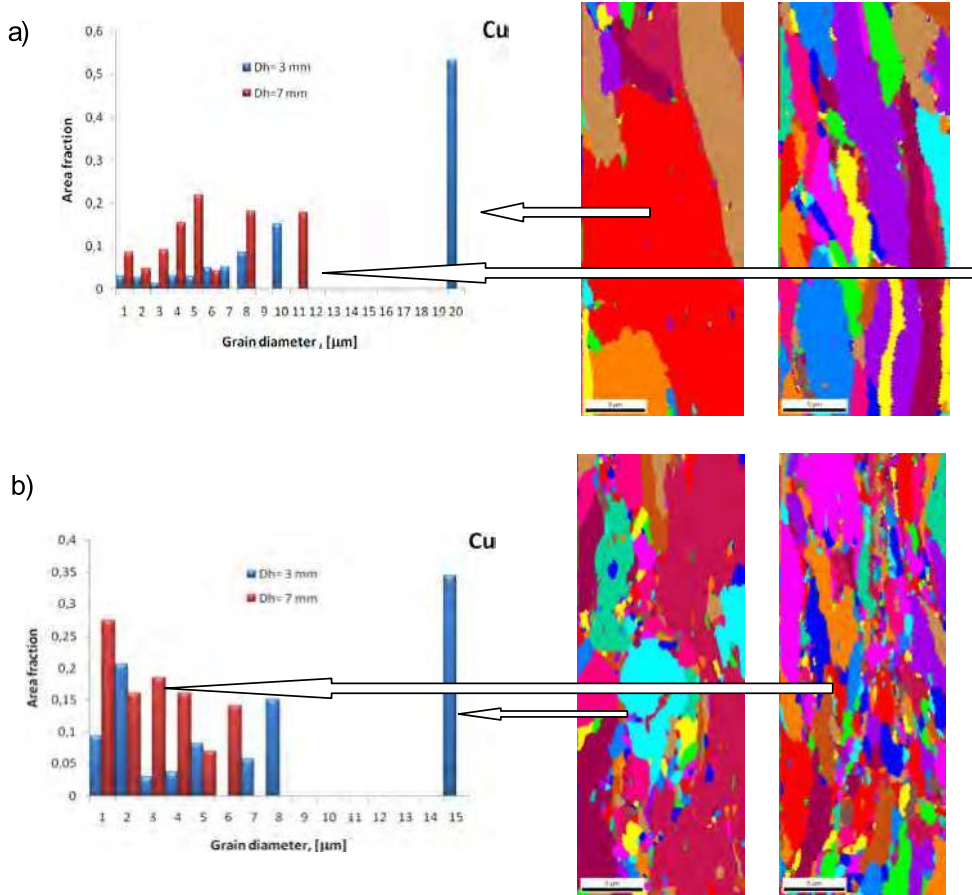 a)
Cu
0,6
0,5
0,4
0,3
0,2
0,1
0
Area fraction
Dh= 3 mm
Dh=7 mm
1 2 3 4 5 6 7 8 9 10 11 12 13 14 15 16 17 18 19 20
Grain diameter, [μm]
b)
Cu
0,4
0,35
0,3
0,25
0,2
0,15
0,1
0,05
0
Area fraction
Dh= 3 mm
Dh= 7 mm
1 2 3 4 5 6 7 8 9 10 11 12 13 14 15
Grain diameter, [μm]